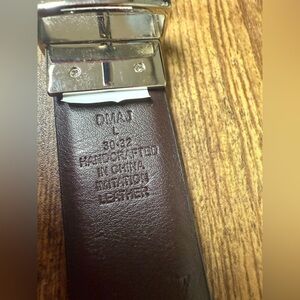 DMAJ
L
30-32
HANDCRAFTED
IN CHINA
IMITATION
LEATHER